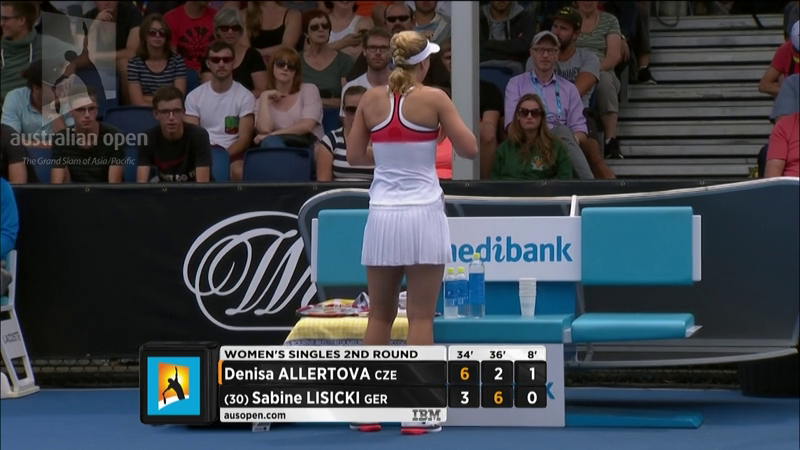 australian open
The Grand Slam of Asia/Pacific
W
medibank
LACOSTE
WOMEN'S SINGLES 2ND ROUND 34' 36' 8'
Denisa ALLERTOVA CZE 6 2 1
(30) Sabine LISICKI GER 3 6 0
ausopen.com IBM